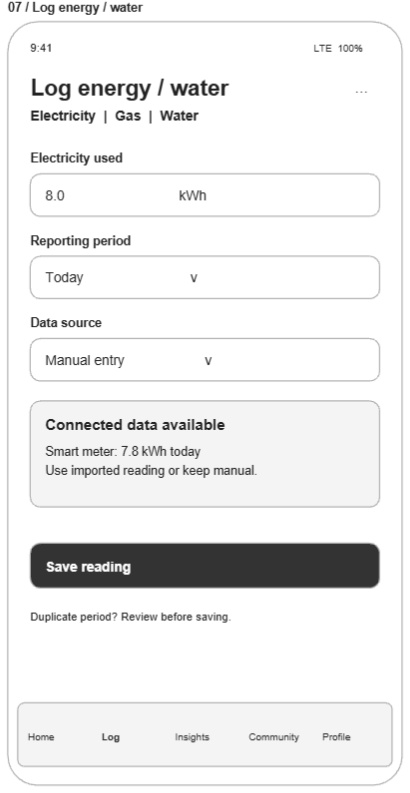 07 / Log energy / water
9:41 LTE 100%
Log energy / water ...
Electricity | Gas | Water
Electricity used
8.0 kWh
Reporting period
Today v
Data source
Manual entry v
Connected data available
Smart meter: 7.8 kWh today
Use imported reading or keep manual.
Save reading
Duplicate period? Review before saving.
Home Log Insights Community Profile